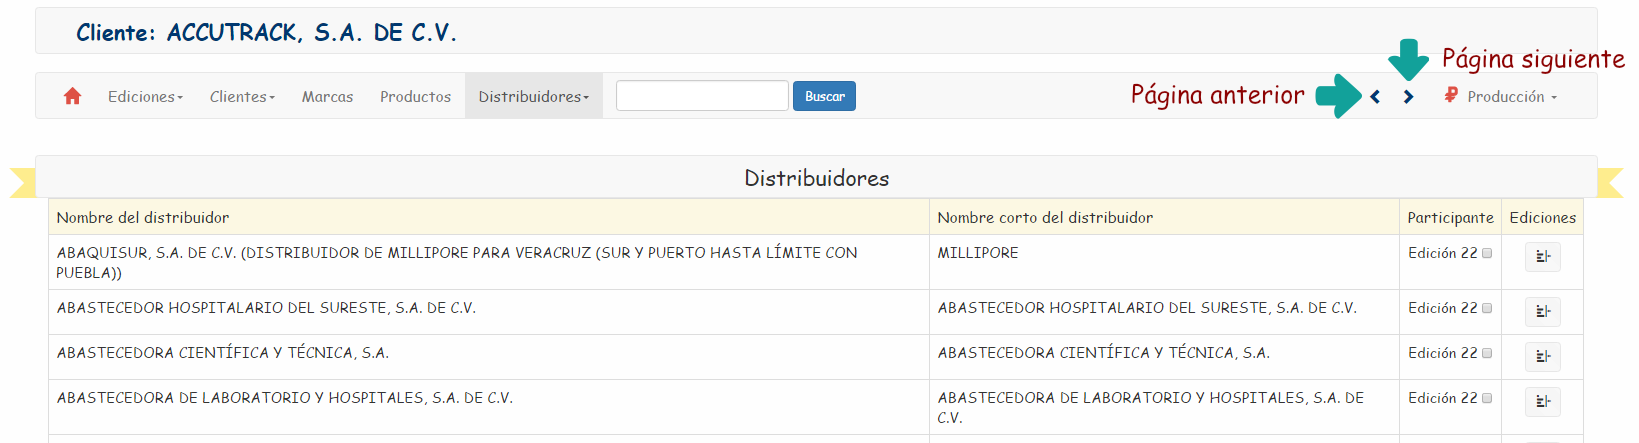 Cliente: ACCUTRACK, S.A. DE C.V.
Página siguiente
Ediciones Clientes Marcas Productos Distribuidores Buscar Página anterior Producción
Distribuidores
Nombre del distribuidor Nombre corto del distribuidor Participante Ediciones
ABAQUISUR, S.A. DE C.V. (DISTRIBUIDOR DE MILLIPORE PARA VERACRUZ (SUR Y PUERTO HASTA LÍMITE CON MILLIPORE Edición 22
PUEBLA))
ABASTECEDOR HOSPITALARIO DEL SURESTE, S.A. DE C.V. ABASTECEDOR HOSPITALARIO DEL SURESTE, S.A. DE C.V. Edición 22
ABASTECEDORA CIENTÍFICA Y TÉCNICA, S.A. ABASTECEDORA CIENTÍFICA Y TÉCNICA, S.A. Edición 22
ABASTECEDORA DE LABORATORIO Y HOSPITALES, S.A. DE C.V. ABASTECEDORA DE LABORATORIO Y HOSPITALES, S.A. DE Edición 22
C.V.